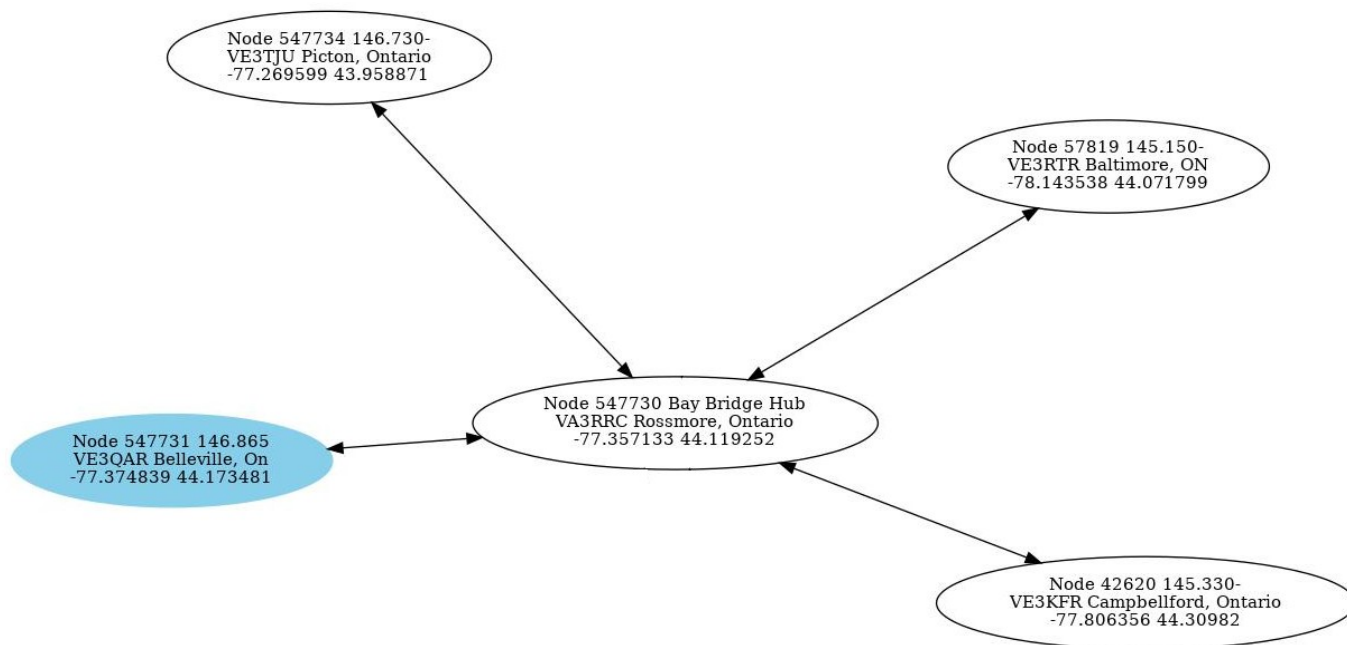 Node 547734 146.730-
VE3TJU Picton, Ontario
-77.269599 43.958871
Node 57819 145.150-
VE3RTR Baltimore, ON
-78.143538 44.071799
Node 547730 Bay Bridge Hub
VA3RRC Rossmore, Ontario
-77.357133 44.119252
Node 547731 146.865
VE3QAR Belleville, On
-77.374839 44.173481
Node 42620 145.330-
VE3KFR Campbellford, Ontario
-77.806356 44.30982